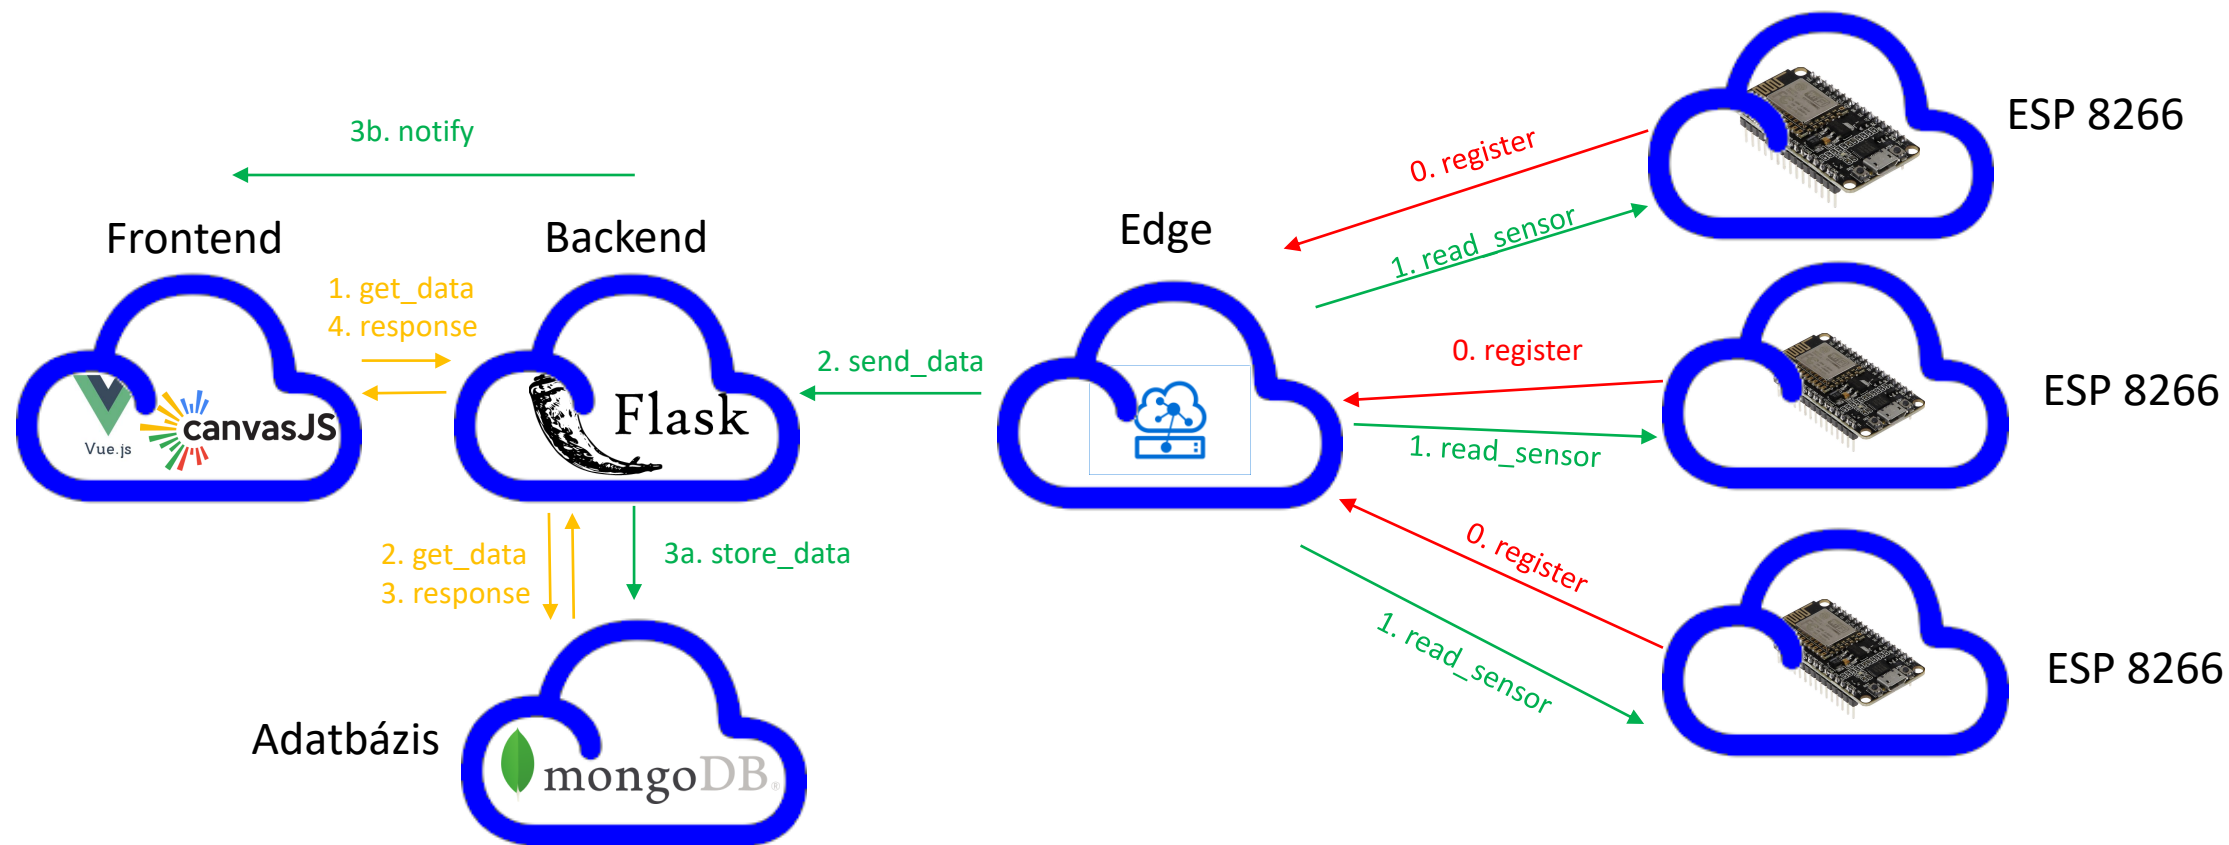 3b. notify
Frontend
Backend
Edge
ESP 8266
0. register
1. read_sensor
1. get_data
4. response
2. send_data
0. register
1. read_sensor
ESP 8266
Vue.js
canvasJS
Flask
2. get_data
3. response
3a. store_data
0. register
1. read_sensor
ESP 8266
Adatbázis
mongoDB®